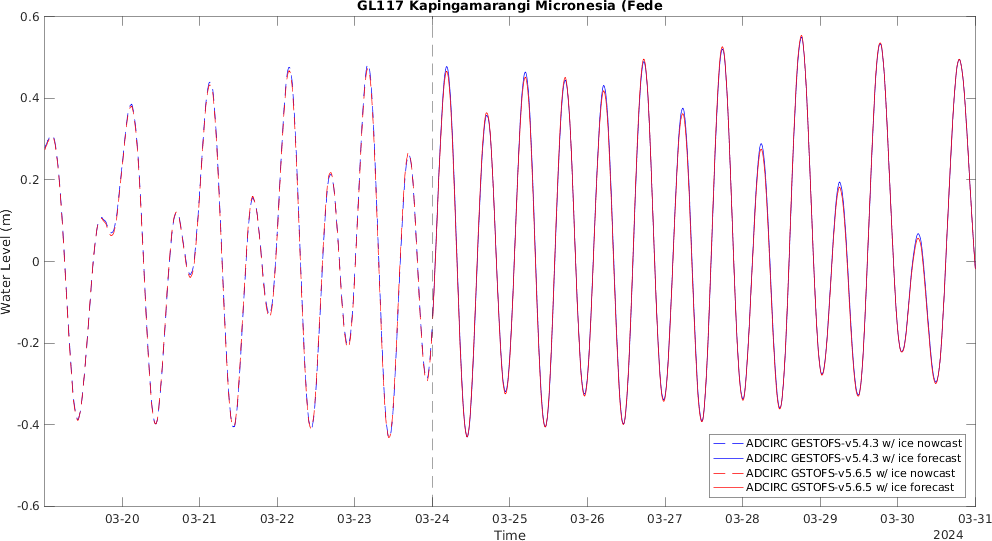 GL117 Kapingamarangi Micronesia (Fede
0.6
0.4
0.2
0
-0.2
-0.4
-0.6
Water Level (m)
ADCIRC GESTOFS-v5.4.3 w/ ice nowcast
ADCIRC GESTOFS-v5.4.3 w/ ice forecast
ADCIRC GSTOFS-v5.6.5 w/ ice nowcast
ADCIRC GSTOFS-v5.6.5 w/ ice forecast
03-20 03-21 03-22 03-23 03-24 03-25 03-26 03-27 03-28 03-29 03-30 03-31
Time
2024